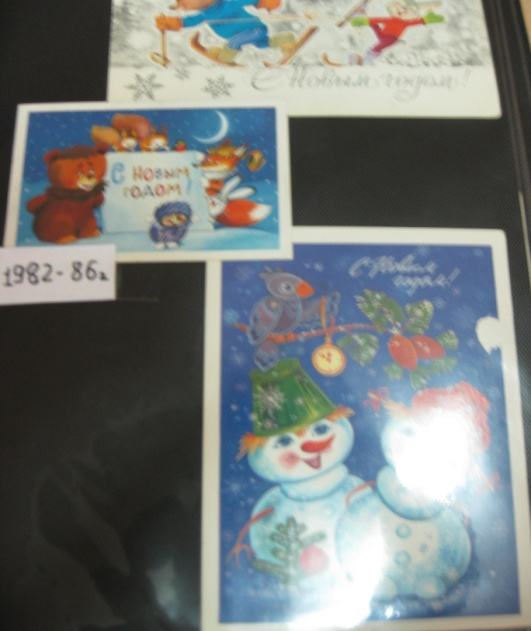 С Новым годом!
С НОВЫМ
ГОДОМ!
1982-86г.
С Новым
годом!